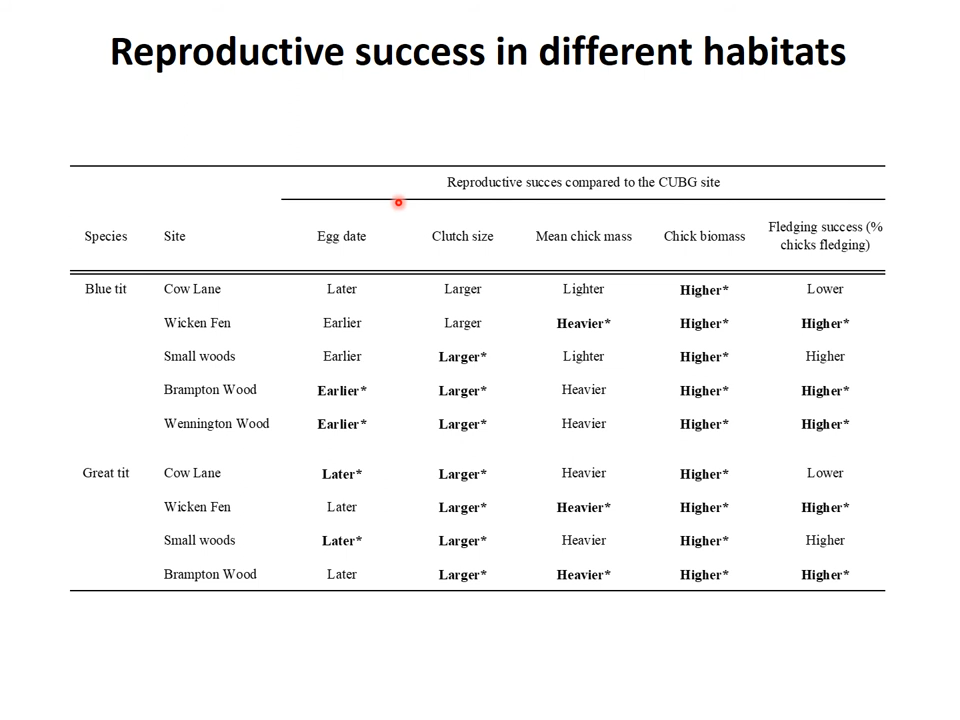 Reproductive success in different habitats
Reproductive succes compared to the CUBG site
Species Site Egg date Clutch size Mean chick mass Chick biomass Fledging success (% chicks fledging)
Blue tit Cow Lane Later Larger Lighter Higher* Lower
Wicken Fen Earlier Larger Heavier* Higher* Higher*
Small woods Earlier Larger* Lighter Higher* Higher
Brampton Wood Earlier* Larger* Heavier Higher* Higher*
Wennington Wood Earlier* Larger* Heavier Higher* Higher*
Great tit Cow Lane Later* Larger* Heavier Higher* Lower
Wicken Fen Later Larger* Heavier* Higher* Higher*
Small woods Later* Larger* Heavier Higher* Higher
Brampton Wood Later Larger* Heavier* Higher* Higher*